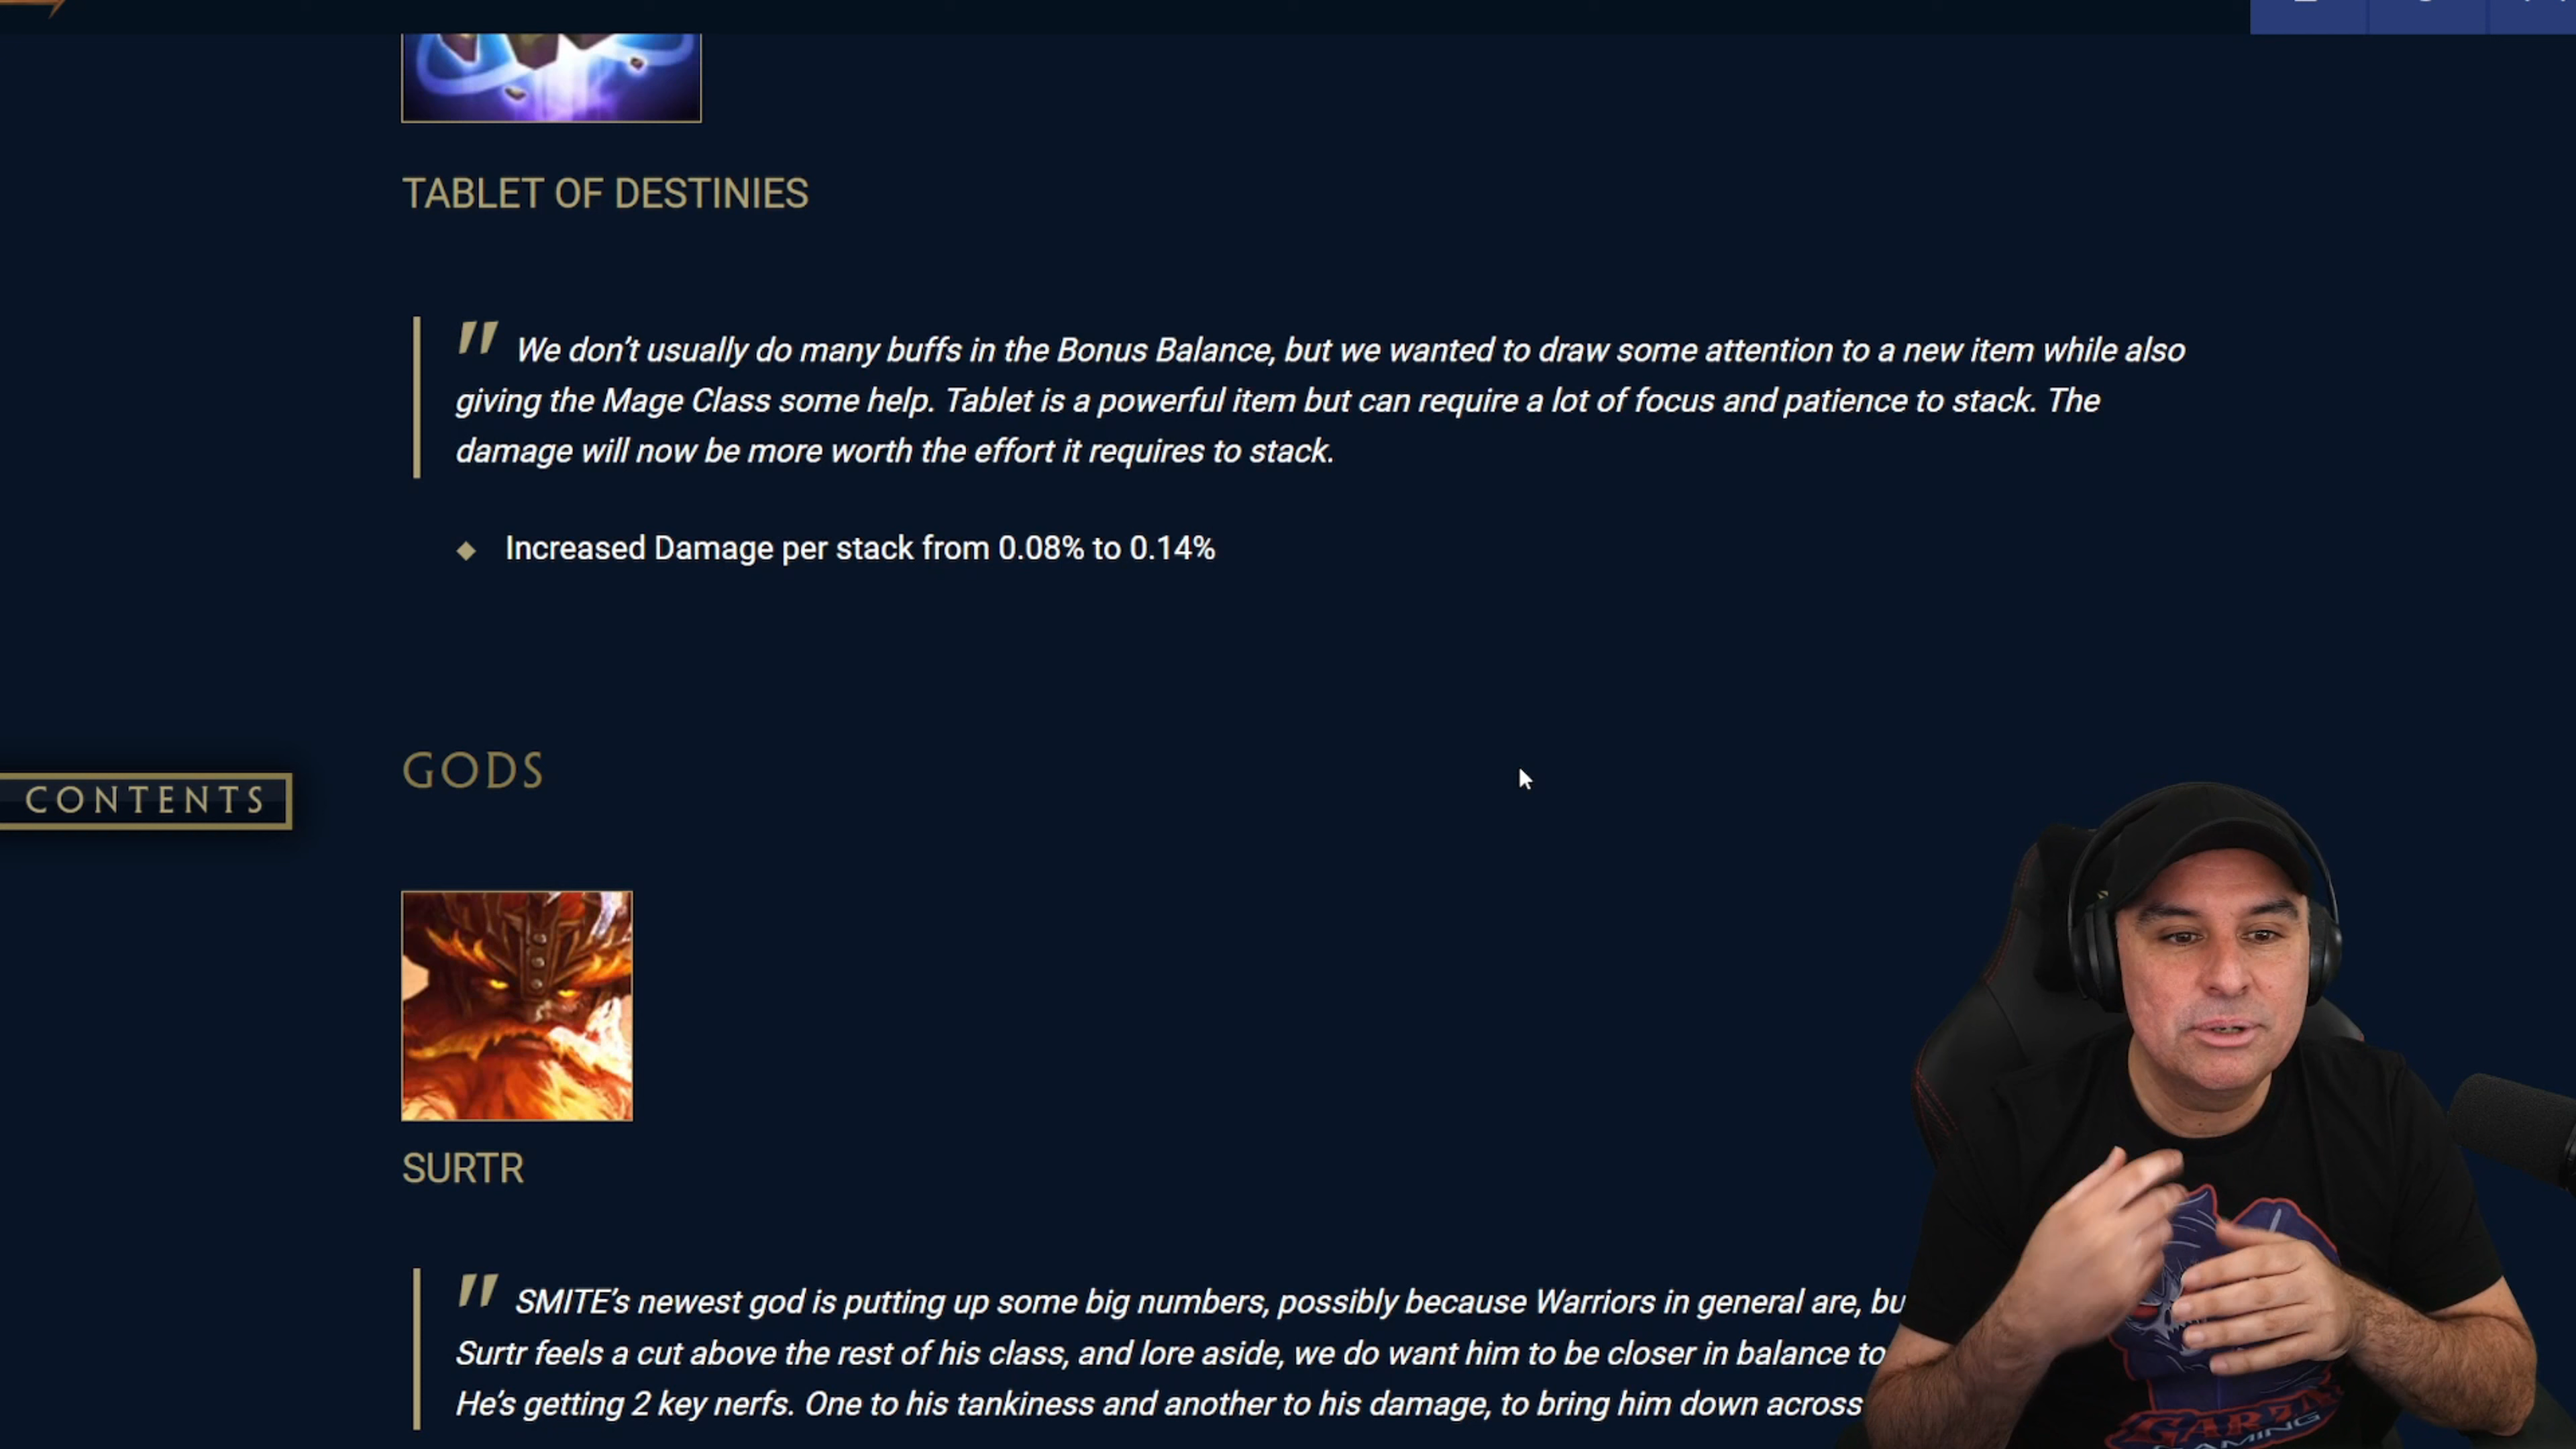 TABLET OF DESTINIES
" We don't usually do many buffs in the Bonus Balance, but we wanted to draw some attention to a new item while also
giving the Mage Class some help. Tablet is a powerful item but can require a lot of focus and patience to stack. The
damage will now be more worth the effort it requires to stack.
Increased Damage per stack from 0.08% to 0.14%
GODS
CONTENTS
SURTR
" SMITE's newest god is putting up some big numbers, possibly because Warriors in general are, bu
Surtr feels a cut above the rest of his class, and lore aside, we do want him to be closer in balance to
He's getting 2 key nerfs. One to his tankiness and another to his damage, to bring him down across
GAMING